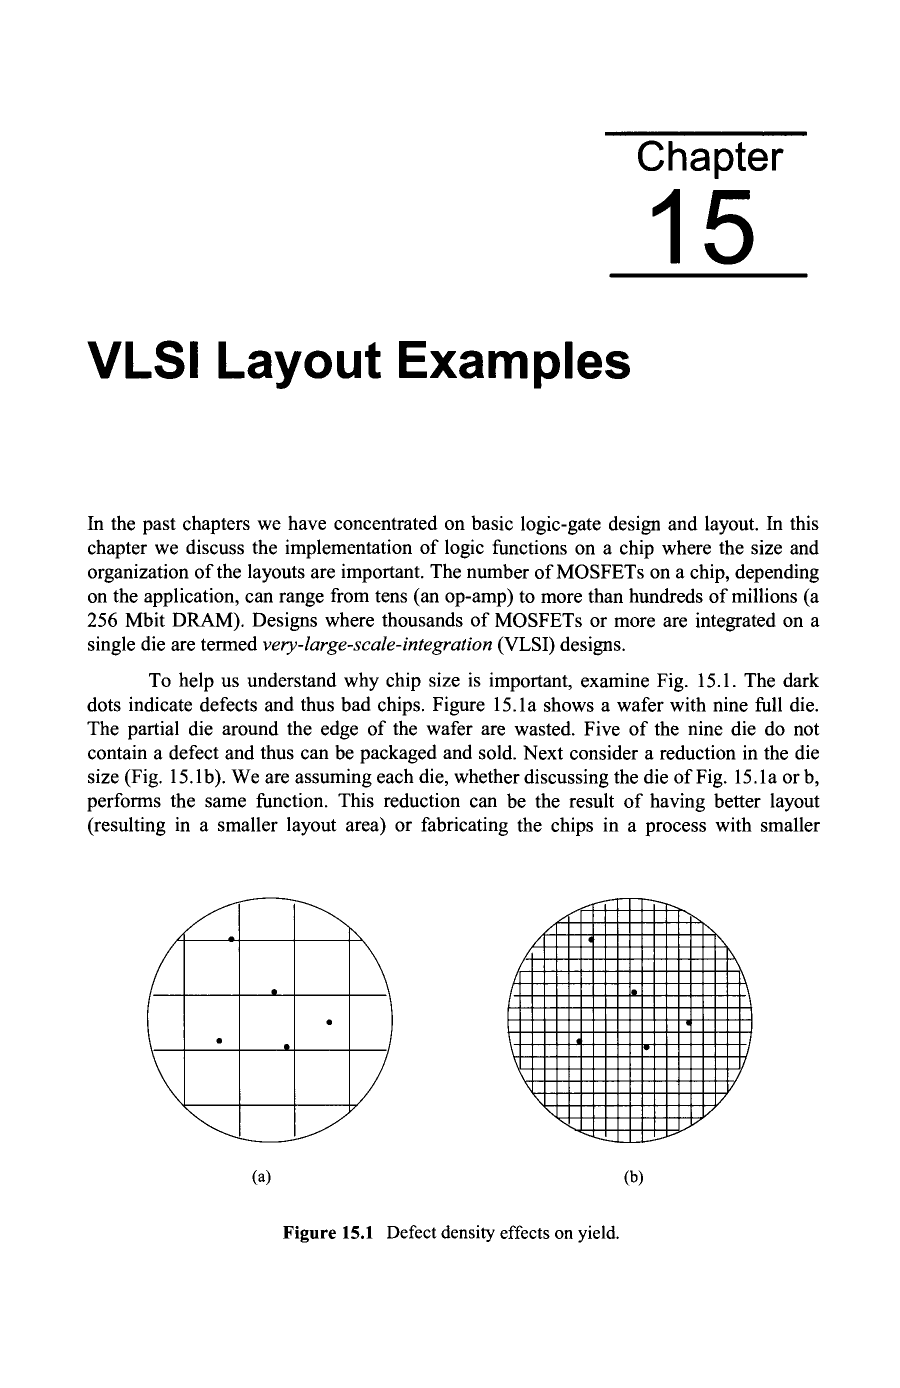 Chapter
15
VLSI Layout Examples
In the past chapters we have concentrated on basic logic-gate design and layout. In this
chapter we discuss the implementation of logic functions on a chip where the size and
organization of the layouts are important. The number of MOSFETs on a chip, depending
on the application, can range from tens (an op-amp) to more than hundreds of millions (a
256 Mbit DRAM). Designs where thousands of MOSFETs or more are integrated on a
single die are termed very-large-scale-integration (VLSI) designs.
To help us understand why chip size is important, examine Fig. 15.1. The dark
dots indicate defects and thus bad chips. Figure 15.1a shows a wafer with nine full die.
The partial die around the edge of the wafer are wasted. Five of the nine die do not
contain a defect and thus can be packaged and sold. Next consider a reduction in the die
size (Fig. 15.1b). We are assuming each die, whether discussing the die of Fig. 15.1a or b,
performs the same function. This reduction can be the result of having better layout
(resulting in a smaller layout area) or fabricating the chips in a process with smaller
(a)
(b)
Figure 15.1 Defect density effects on yield.